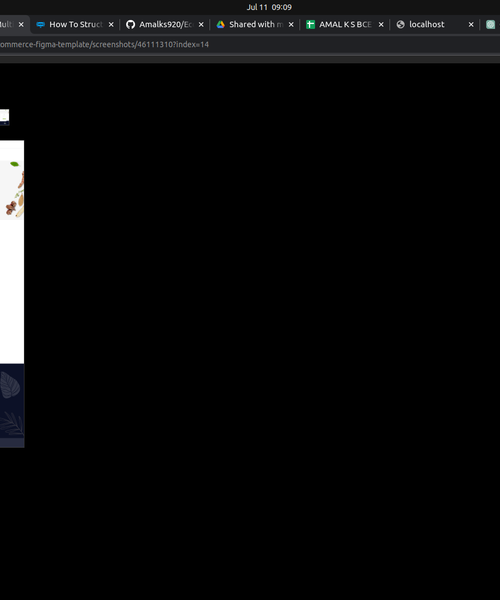 Jul 11 09:09
How To Struct
Amalks920/Ec
Shared with m
AMAL K S BCE
localhost
ommerce-figma-template/screenshots/46111310?index=14